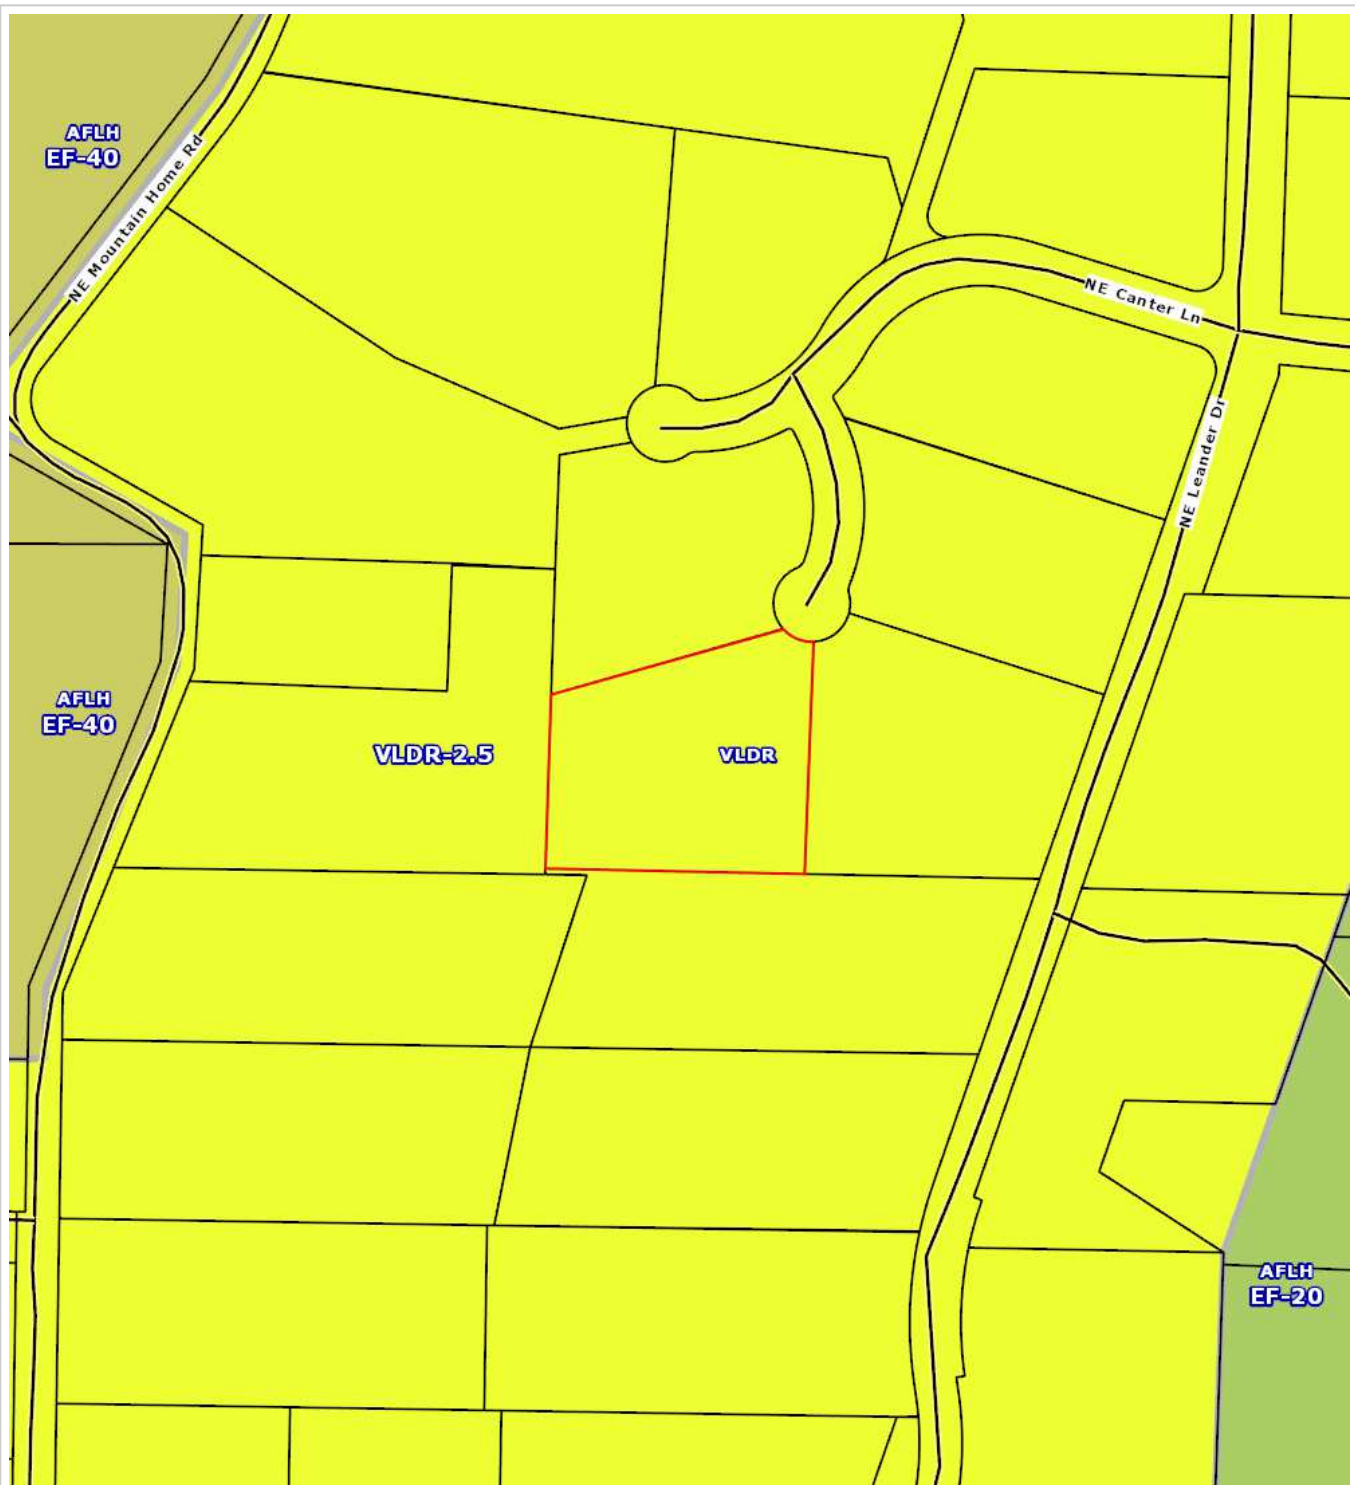 AFLH
EF-40
NE Mountain Home Rd
NE Canter Ln
NE Leander Dr
AFLH
EF-40
VLDR-2.5
VLDR
AFLH
EF-20